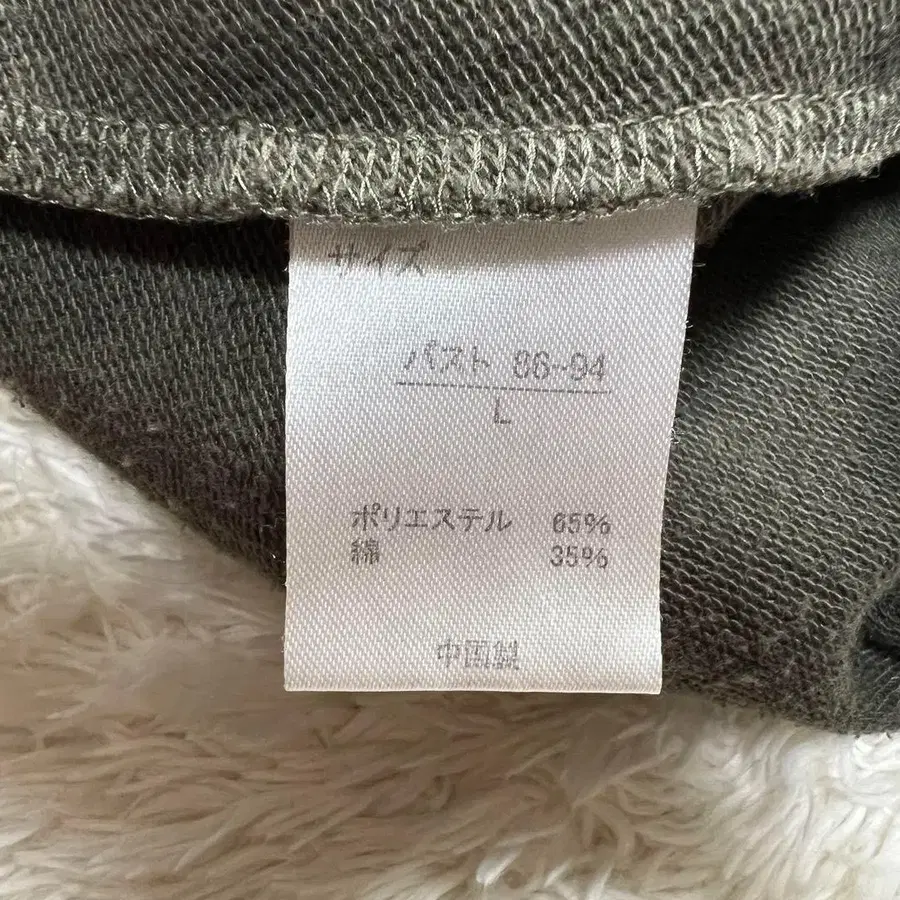 サイズ
バスト 86~94
L
ポリエステル 65%
綿 35%
中国製